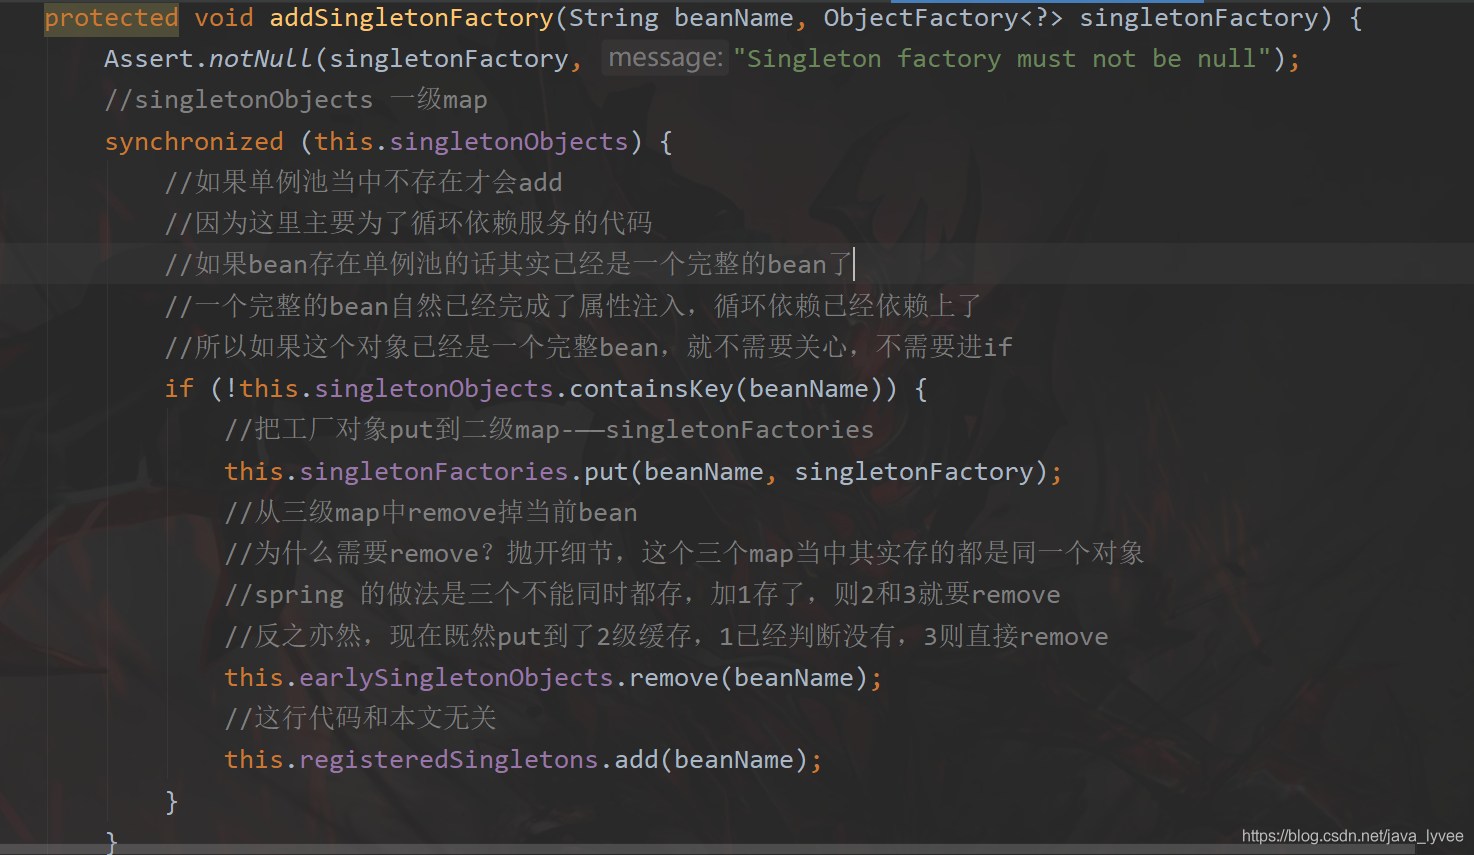 protected void addSingletonFactory(String beanName, ObjectFactory<?> singletonFactory) {
Assert.notNull(singletonFactory, message: "Singleton factory must not be null");
//singletonObjects 一级map
synchronized (this.singletonObjects) {
//如果单例池当中不存在才会add
//因为这里主要为了循环依赖服务的代码
//如果bean存在单例池的话其实已经是一个完整的bean了
//一个完整的bean自然已经完成了属性注入，循环依赖已经依赖上了
//所以如果这个对象已经是一个完整bean，就不需要关心，不需要进if
if (!this.singletonObjects.containsKey(beanName)) {
//把工厂对象put到二级map-——singletonFactories
this.singletonFactories.put(beanName, singletonFactory);
//从三级map中remove掉当前bean
//为什么需要remove？抛开细节，这个三个map当中其实存的都是同一个对象
//spring 的做法是三个不能同时都存，加1存了，则2和3就要remove
//反之亦然，现在既然put到了2级缓存，1已经判断没有，3则直接remove
this.earlySingletonObjects.remove(beanName);
//这行代码和本文无关
this.registeredSingletons.add(beanName);
}
}
https://blog.csdn.net/java_lyvee